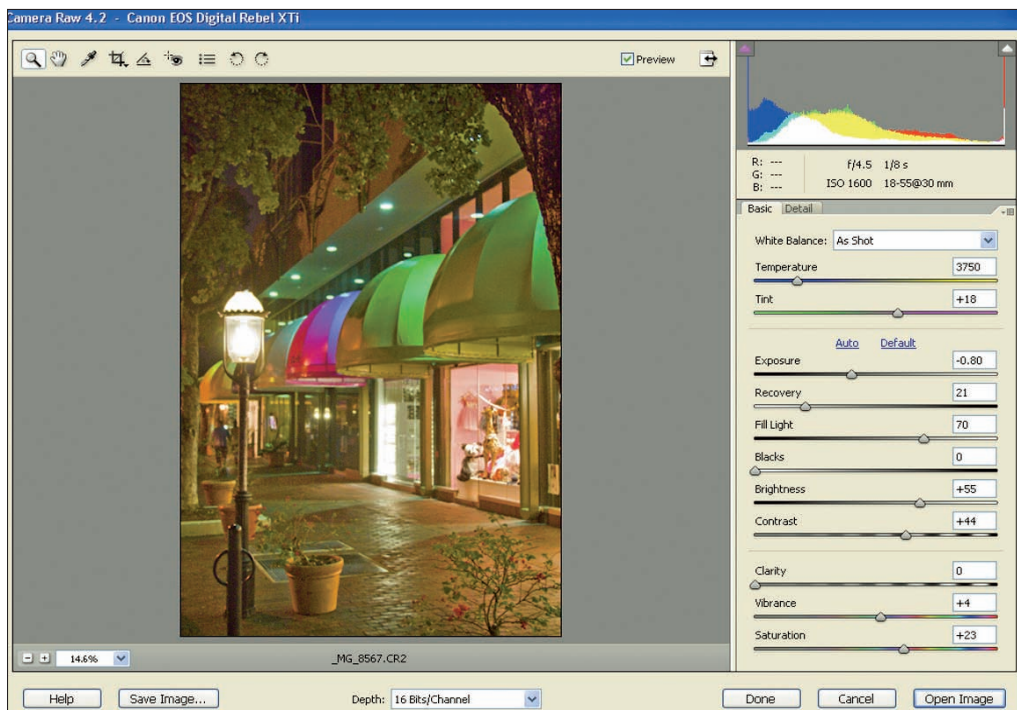 Camera Raw 4.2 - Canon EOS Digital Rebel XTi
Preview
R: ---
G: ---
B: ---
f/4.5 1/8 s
ISO 1600 18-55@30 mm
Basic Detail
White Balance: As Shot
Temperature 3750
Tint +18
Auto Default
Exposure -0.80
Recovery 21
Fill Light 70
Blacks 0
Brightness +55
Contrast +44
Clarity 0
Vibrance +4
Saturation +23
14.6% _MG_8567.CR2
Help Save Image... Depth: 16 Bits/Channel Done Cancel Open Image